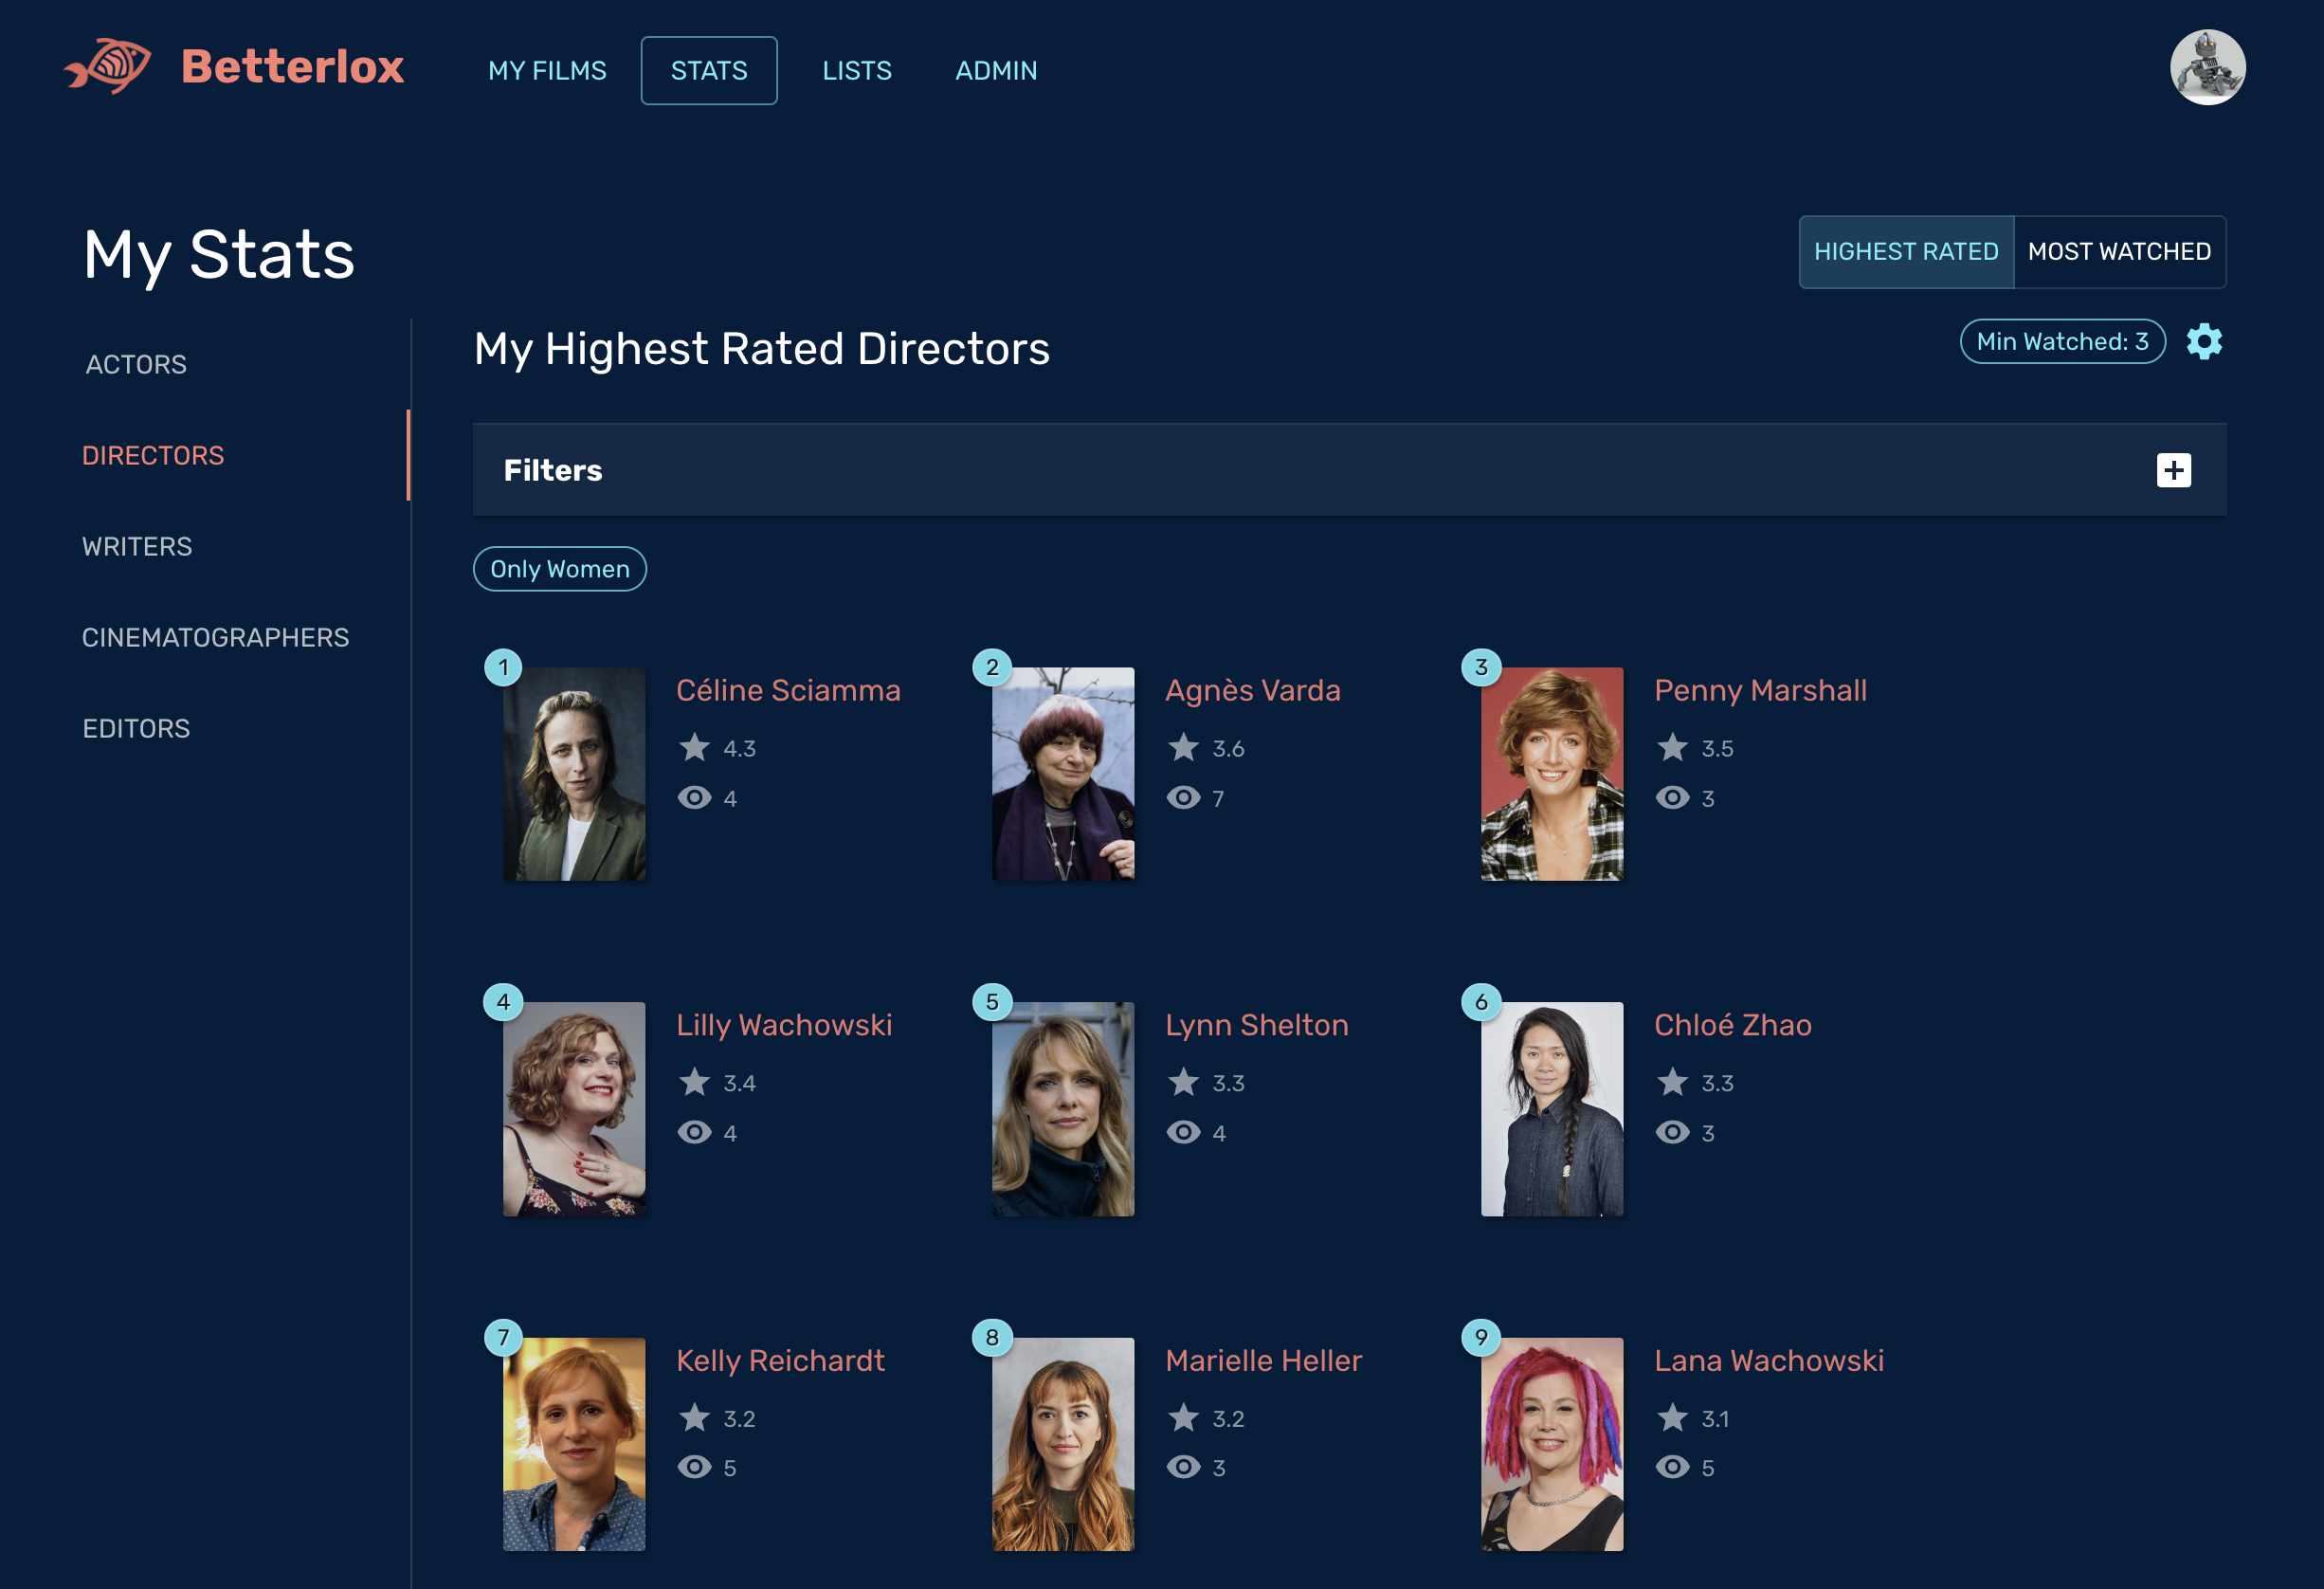 Betterlox
MY FILMS
STATS
LISTS
ADMIN
My Stats
HIGHEST RATED
MOST WATCHED
ACTORS
DIRECTORS
WRITERS
CINEMATOGRAPHERS
EDITORS
My Highest Rated Directors
Min Watched: 3
Filters
Only Women
1
Céline Sciamma
4.3
4
2
Agnès Varda
3.6
7
3
Penny Marshall
3.5
3
4
Lilly Wachowski
3.4
4
5
Lynn Shelton
3.3
4
6
Chloé Zhao
3.3
3
7
Kelly Reichardt
3.2
5
8
Marielle Heller
3.2
3
9
Lana Wachowski
3.1
5